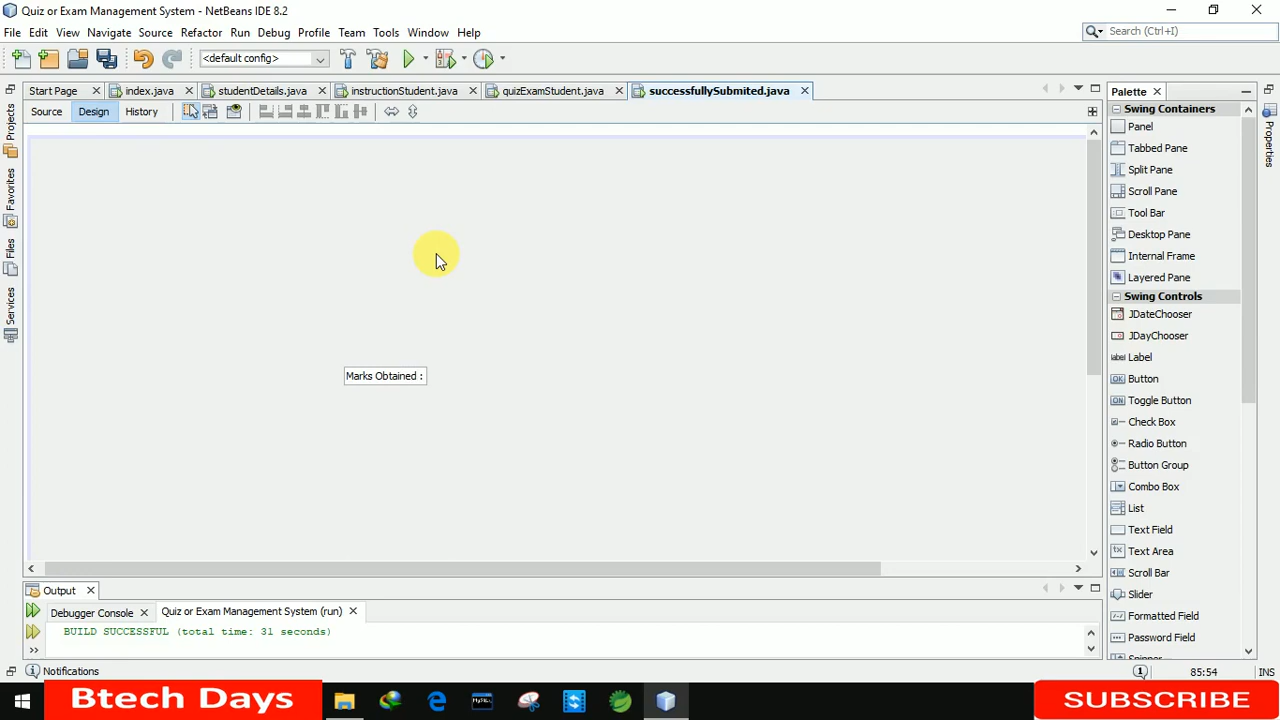 Quiz or Exam Management System - NetBeans IDE 8.2
File Edit View Navigate Source Refactor Run Debug Profile Team Tools Window Help
Search (Ctrl+I)
<default config>
Start Page index.java studentDetails.java instructionStudent.java quizExamStudent.java successfullySubmited.java
Source Design History
Projects
Favorites
Files
Services
Marks Obtained :
Palette
Swing Containers
Panel
Tabbed Pane
Split Pane
Scroll Pane
Tool Bar
Desktop Pane
Internal Frame
Layered Pane
Swing Controls
JDateChooser
JDayChooser
label Label
OK Button
ON Toggle Button
Check Box
Radio Button
Button Group
Combo Box
List
Text Field
Text Area
Scroll Bar
Slider
Formatted Field
Password Field
Spinner
Properties
Output
Debugger Console Quiz or Exam Management System (run)
BUILD SUCCESSFUL (total time: 31 seconds)
Notifications
85:54 INS
Btech Days
MySQL
SUBSCRIBE